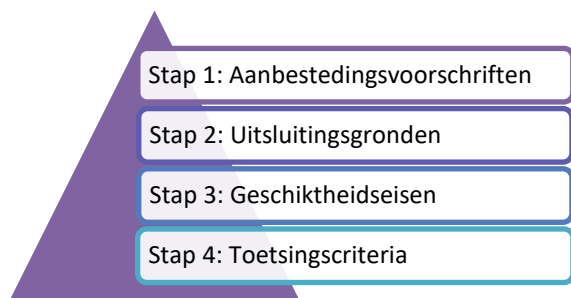 Stap 1: Aanbestedingsvoorschriften
Stap 2: Uitsluitingsgronden
Stap 3: Geschiktheidseisen
Stap 4: Toetsingscriteria